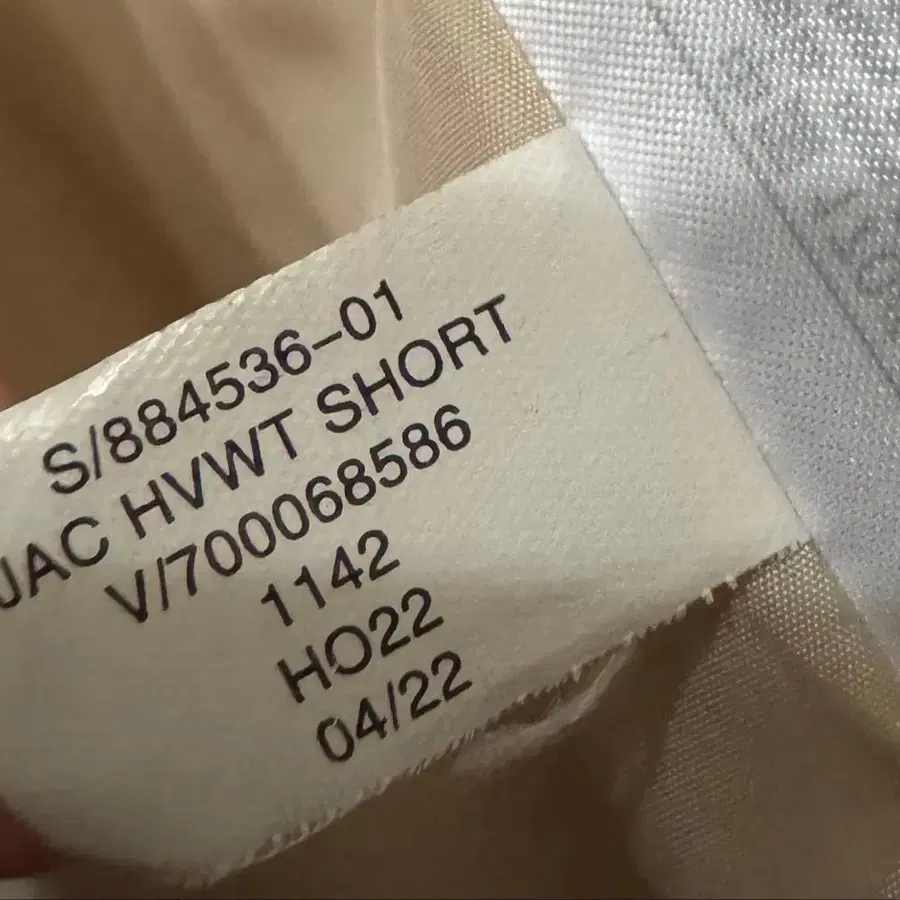 S/884536-01
JAC HVWT SHORT
V/700068586
1142
HO22
04/22